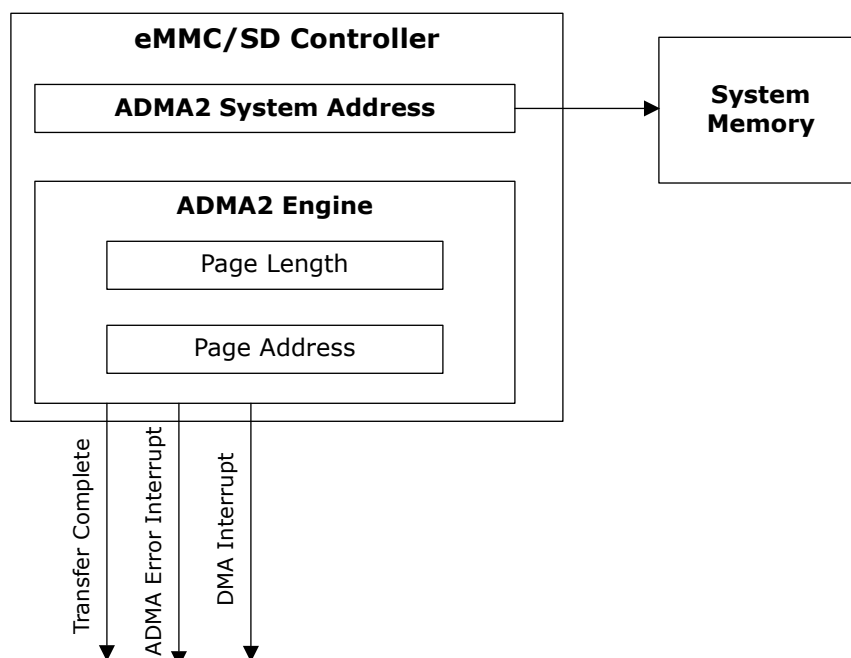 eMMC/SD Controller
ADMA2 System Address
System
Memory
ADMA2 Engine
Page Length
Page Address
Transfer Complete
ADMA Error Interrupt
DMA Interrupt